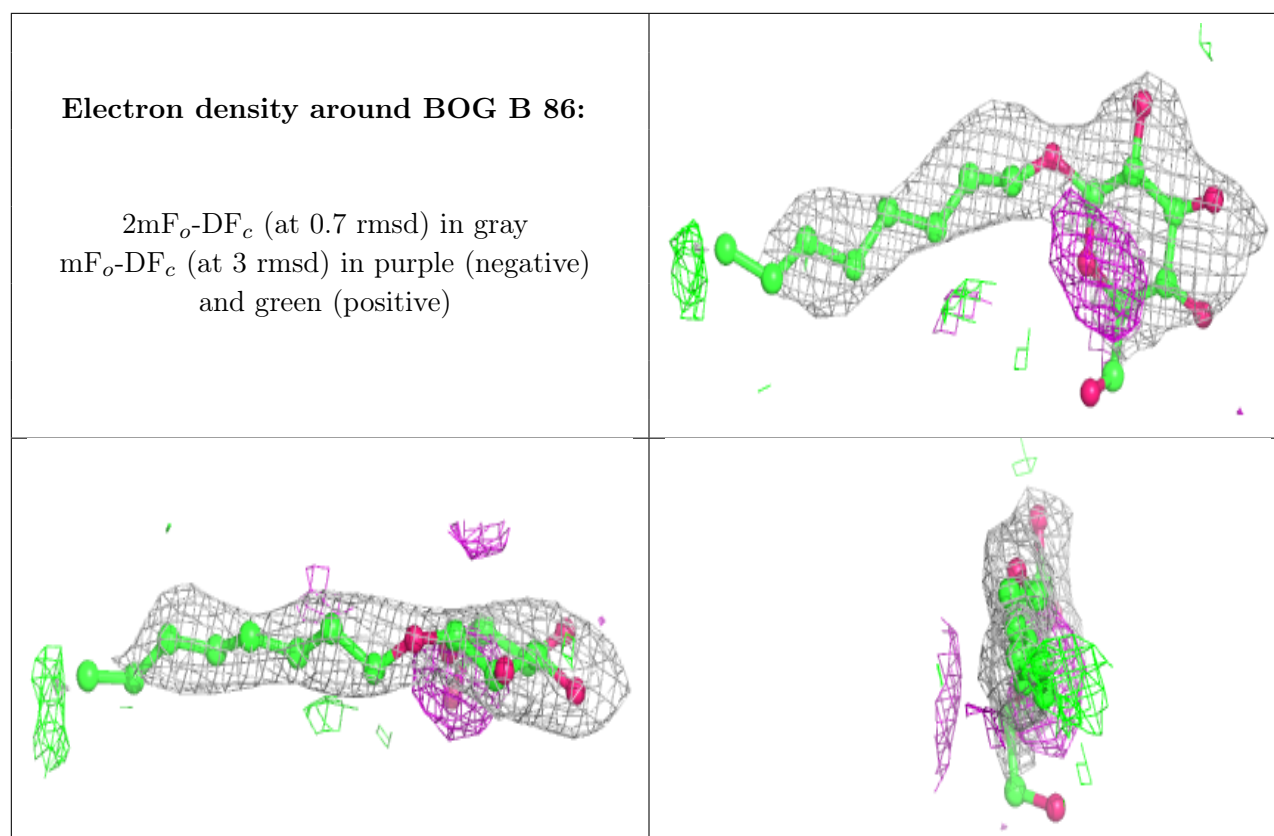 Electron density around BOG B 86:
2mFo-DFc (at 0.7 rmsd) in gray
mFo-DFc (at 3 rmsd) in purple (negative)
and green (positive)